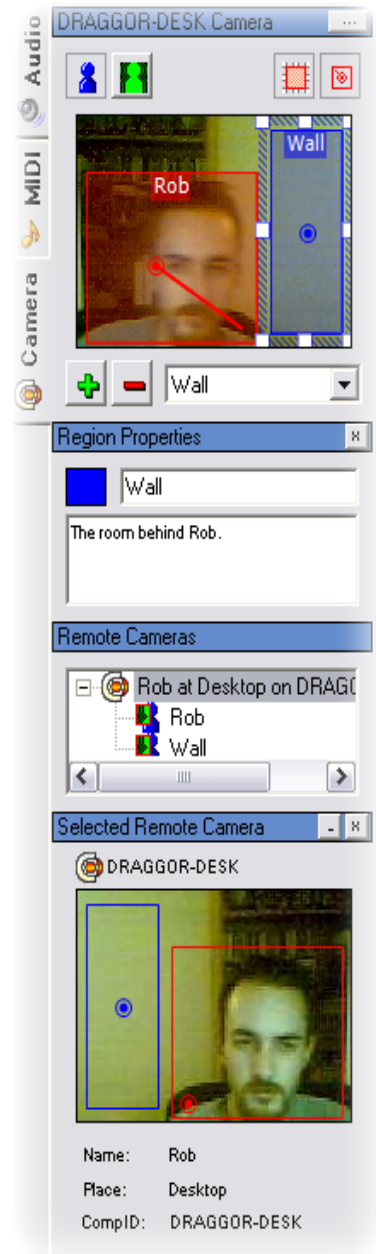 DRAGGOR-DESK Camera
Audio
MIDI
Camera
Rob
Wall
Wall
Region Properties
Wall
The room behind Rob.
Remote Cameras
Rob at Desktop on DRAG
Rob
Wall
Selected Remote Camera
DRAGGOR-DESK
Name: Rob
Place: Desktop
CompID: DRAGGOR-DESK